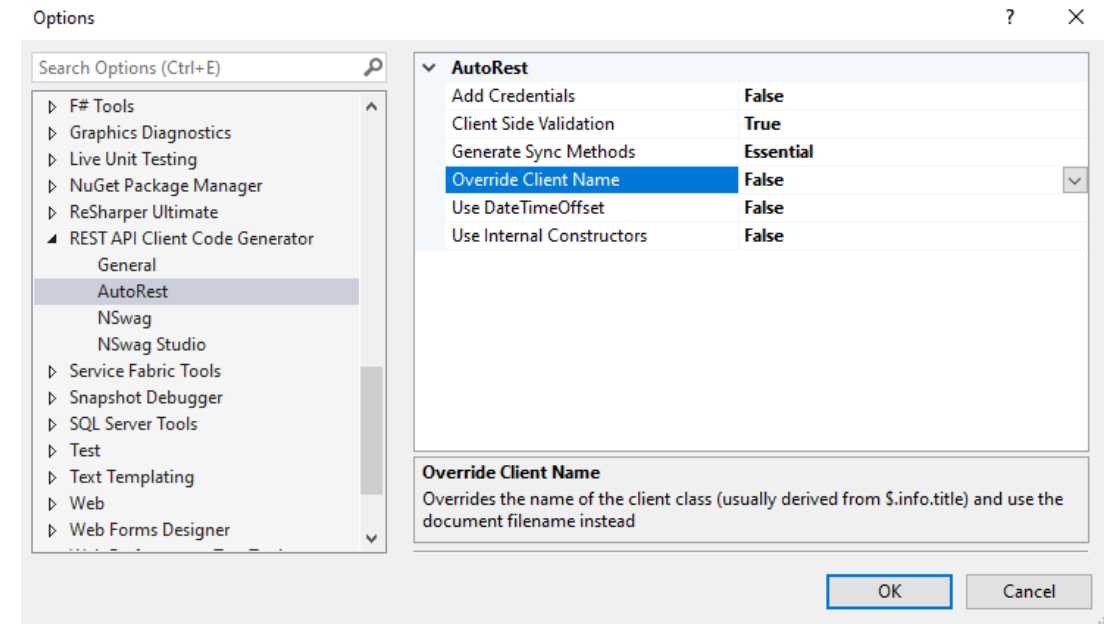 Options
?
Search Options (Ctrl+E)
F# Tools
Graphics Diagnostics
Live Unit Testing
NuGet Package Manager
ReSharper Ultimate
REST API Client Code Generator
General
AutoRest
NSwag
NSwag Studio
Service Fabric Tools
Snapshot Debugger
SQL Server Tools
Test
Text Templating
Web
Web Forms Designer
AutoRest
Add Credentials False
Client Side Validation True
Generate Sync Methods Essential
Override Client Name False
Use DateTimeOffset False
Use Internal Constructors False
Override Client Name
Overrides the name of the client class (usually derived from $.info.title) and use the
document filename instead
OK Cancel